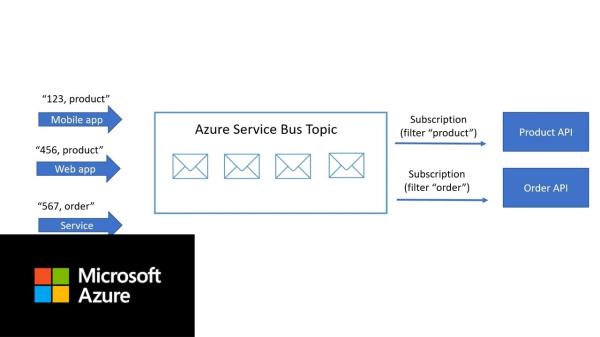 “123, product”
Mobile app
“456, product”
Web app
“567, order”
Service
Azure Service Bus Topic
Subscription
(filter “product”)
Product API
Subscription
(filter “order”)
Order API
Microsoft
Azure